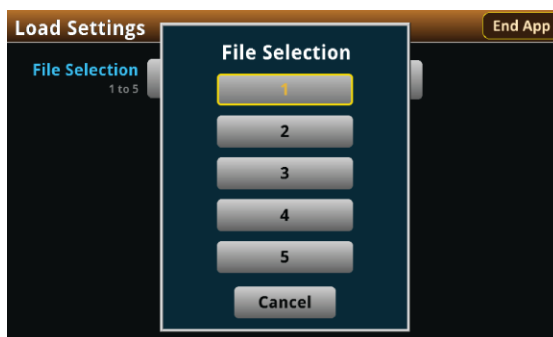 Load Settings
End App
File Selection
1 to 5
File Selection
1
2
3
4
5
Cancel